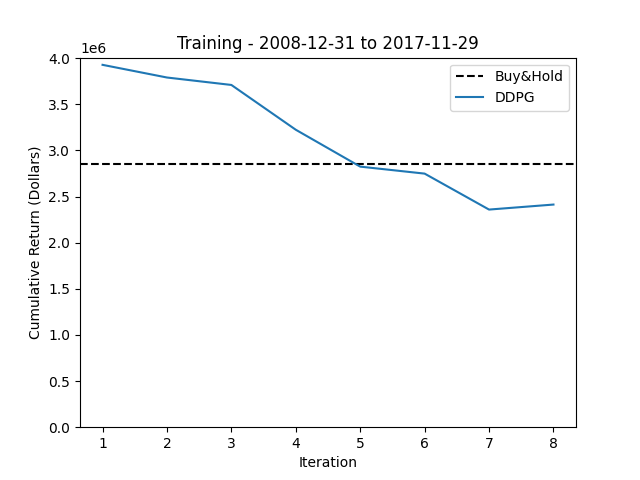 Training - 2008-12-31 to 2017-11-29
1e6
4.0
3.5
3.0
2.5
2.0
1.5
1.0
0.5
0.0
Cumulative Return (Dollars)
Buy&Hold
DDPG
1 2 3 4 5 6 7 8
Iteration